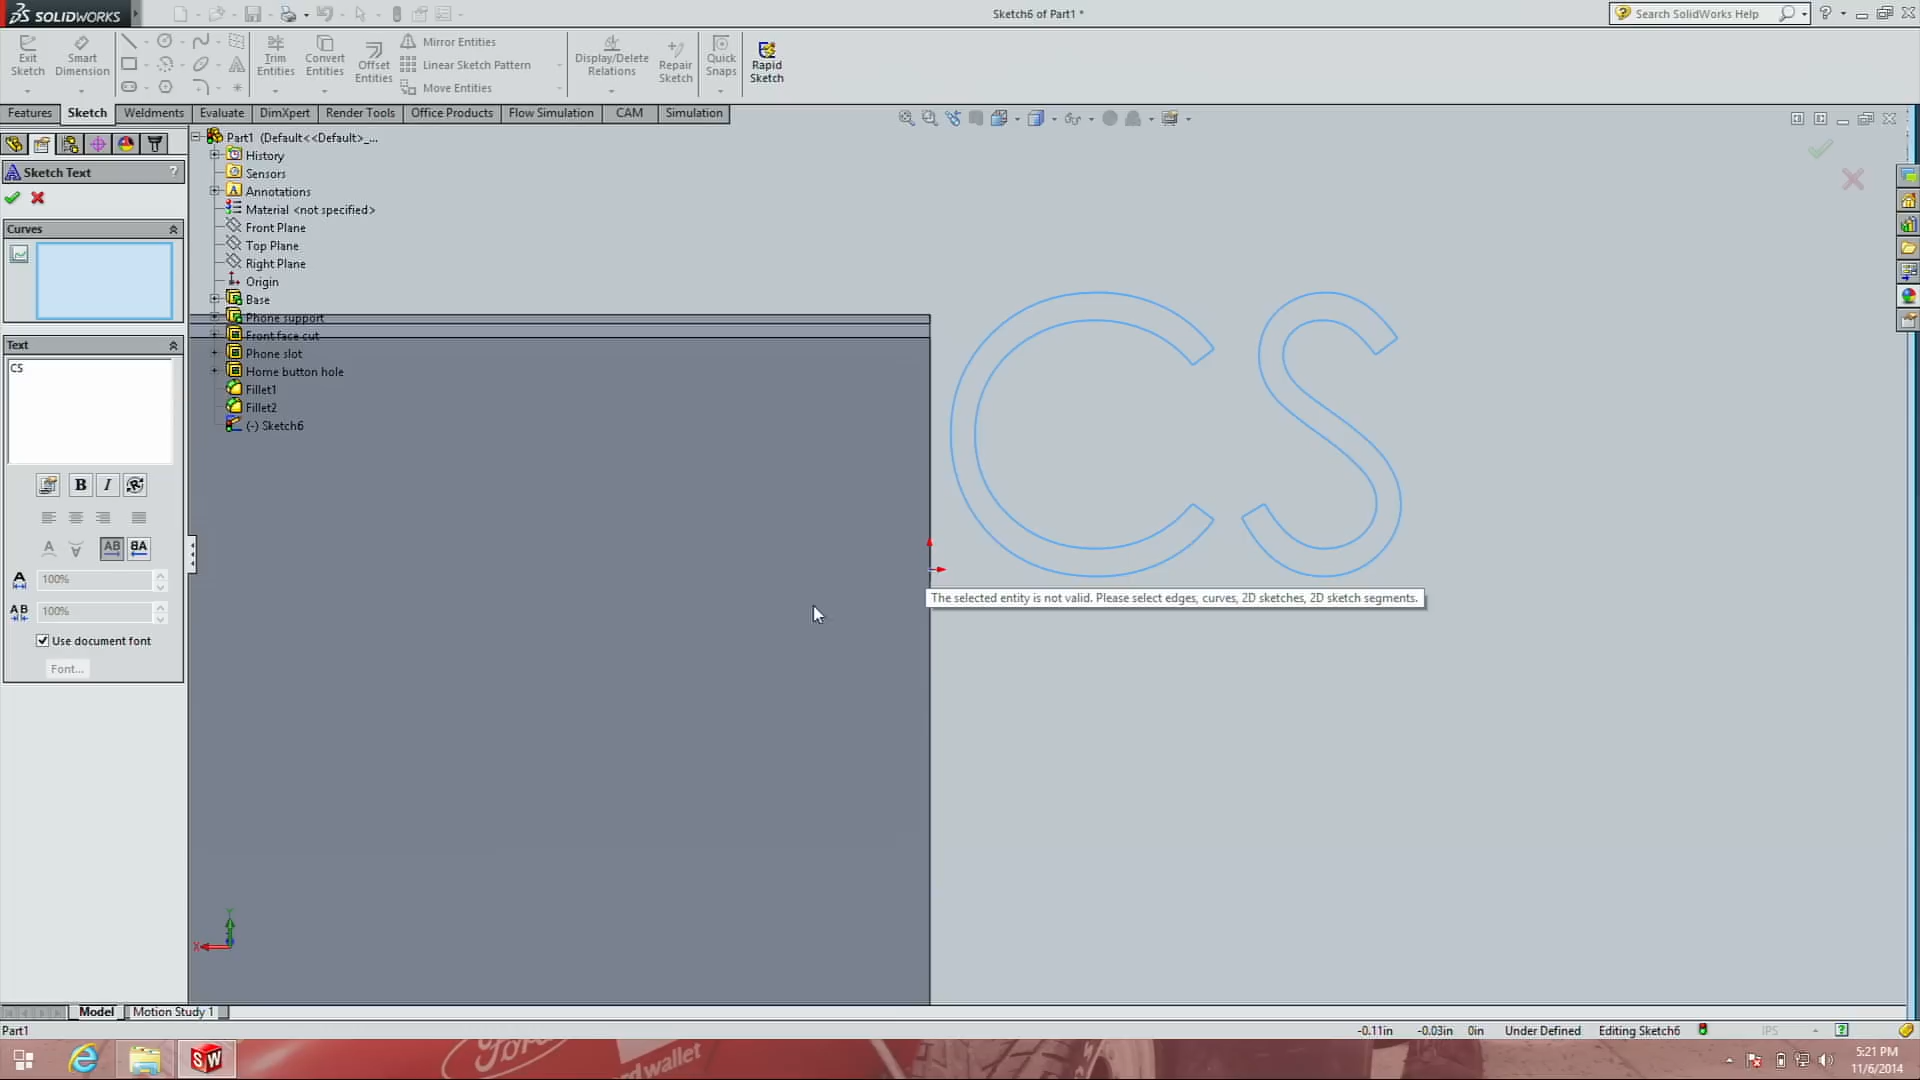 SOLIDWORKS
Sketch6 of Part1 *
Search SolidWorks Help
Exit Sketch
Smart Dimension
Trim Entities
Convert Entities
Offset Entities
Mirror Entities
Linear Sketch Pattern
Move Entities
Display/Delete Relations
Repair Sketch
Quick Snaps
Rapid Sketch
Features
Sketch
Weldments
Evaluate
DimXpert
Render Tools
Office Products
Flow Simulation
CAM
Simulation
Sketch Text
?
Curves
Text
CS
B
I
AB
100%
AB
100%
Use document font
Font...
Part1 (Default<<Default>_...
History
Sensors
Annotations
Material <not specified>
Front Plane
Top Plane
Right Plane
Origin
Base
Phone support
Front face cut
Phone slot
Home button hole
Fillet1
Fillet2
(-) Sketch6
CS
The selected entity is not valid. Please select edges, curves, 2D sketches, 2D sketch segments.
Y
X
Model
Motion Study 1
Part1
-0.11in
-0.03in
0in
Under Defined
Editing Sketch6
IPS
Ford
SW
5:21 PM
11/6/2014